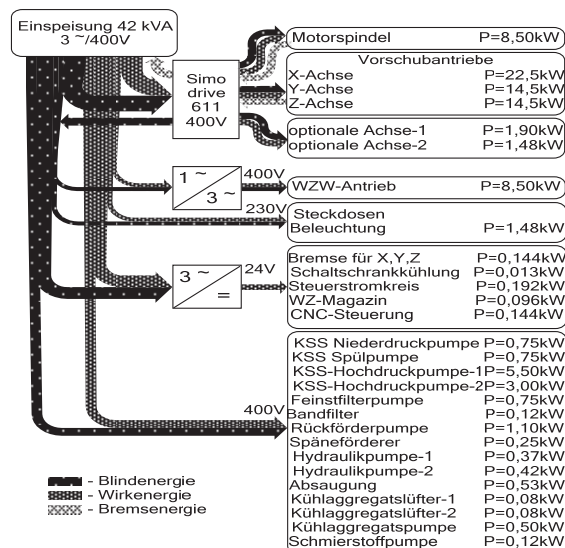 Einspeisung 42 kVA
3 ~/400V
Simo
drive
611
400V
Motorspindel P=8,50kW
Vorschubantriebe
X-Achse P=22,5kW
Y-Achse P=14,5kW
Z-Achse P=14,5kW
optionale Achse-1 P=1,90kW
optionale Achse-2 P=1,48kW
1 ~
3 ~
400V
WZW-Antrieb P=8,50kW
230V
Steckdosen
Beleuchtung P=1,48kW
3 ~
=
24V
Bremse für X,Y,Z P=0,144kW
Schaltschrankkühlung P=0,013kW
Steuerstromkreis P=0,192kW
WZ-Magazin P=0,096kW
CNC-Steuerung P=0,144kW
400V
KSS Niederdruckpumpe P=0,75kW
KSS Spülpumpe P=0,75kW
KSS-Hochdruckpumpe-1P=5,50kW
KSS-Hochdruckpumpe-2P=3,00kW
Feinstfilterpumpe P=0,75kW
Bandfilter P=0,12kW
Rückförderpumpe P=1,10kW
Späneförderer P=0,25kW
Hydraulikpumpe-1 P=0,37kW
Hydraulikpumpe-2 P=0,42kW
Absaugung P=0,53kW
Kühlaggregatslüfter-1 P=0,08kW
Kühlaggregatslüfter-2 P=0,08kW
Kühlaggregatspumpe P=0,50kW
Schmierstoffpumpe P=0,12kW
- Blindenergie
- Wirkenergie
- Bremsenergie